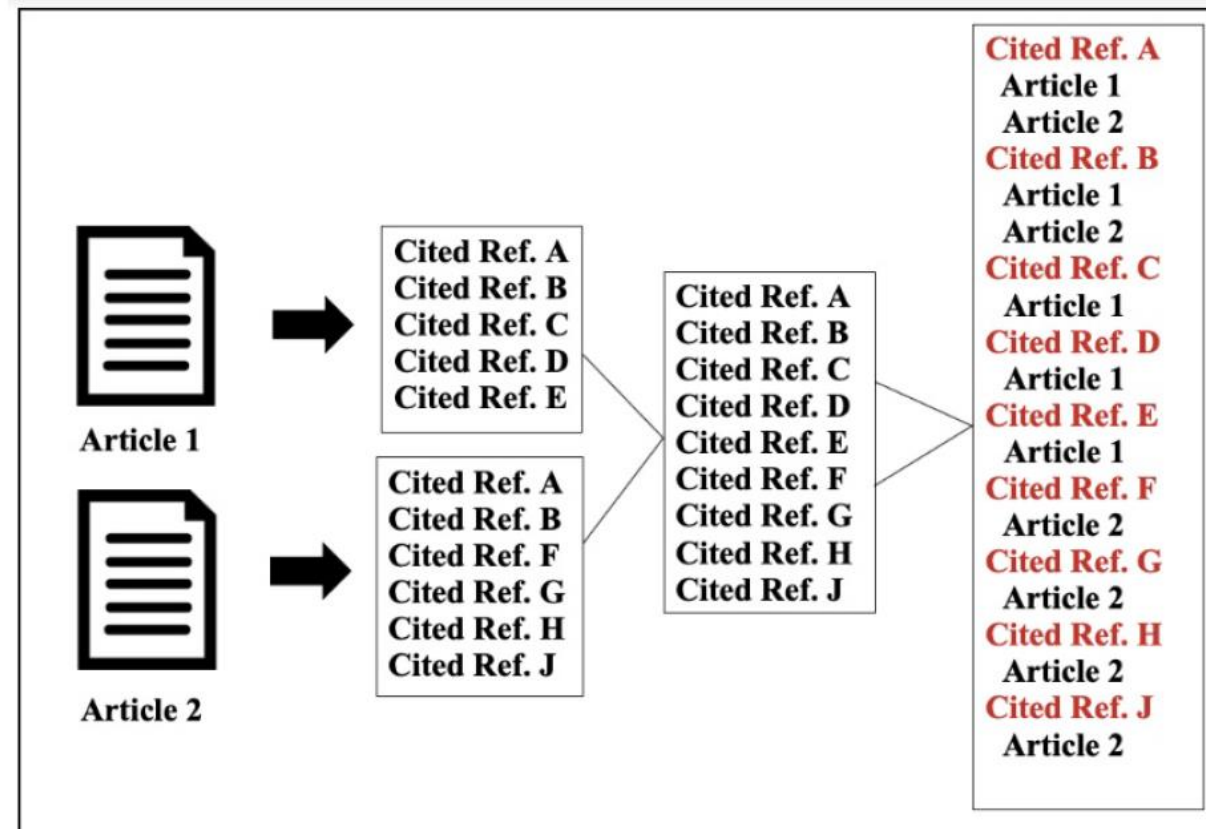 Article 1
Article 2
Cited Ref. A
Cited Ref. B
Cited Ref. C
Cited Ref. D
Cited Ref. E
Cited Ref. A
Cited Ref. B
Cited Ref. F
Cited Ref. G
Cited Ref. H
Cited Ref. J
Cited Ref. A
Cited Ref. B
Cited Ref. C
Cited Ref. D
Cited Ref. E
Cited Ref. F
Cited Ref. G
Cited Ref. H
Cited Ref. J
Cited Ref. A
Article 1
Article 2
Cited Ref. B
Article 1
Article 2
Cited Ref. C
Article 1
Cited Ref. D
Article 1
Cited Ref. E
Article 1
Cited Ref. F
Article 2
Cited Ref. G
Article 2
Cited Ref. H
Article 2
Cited Ref. J
Article 2